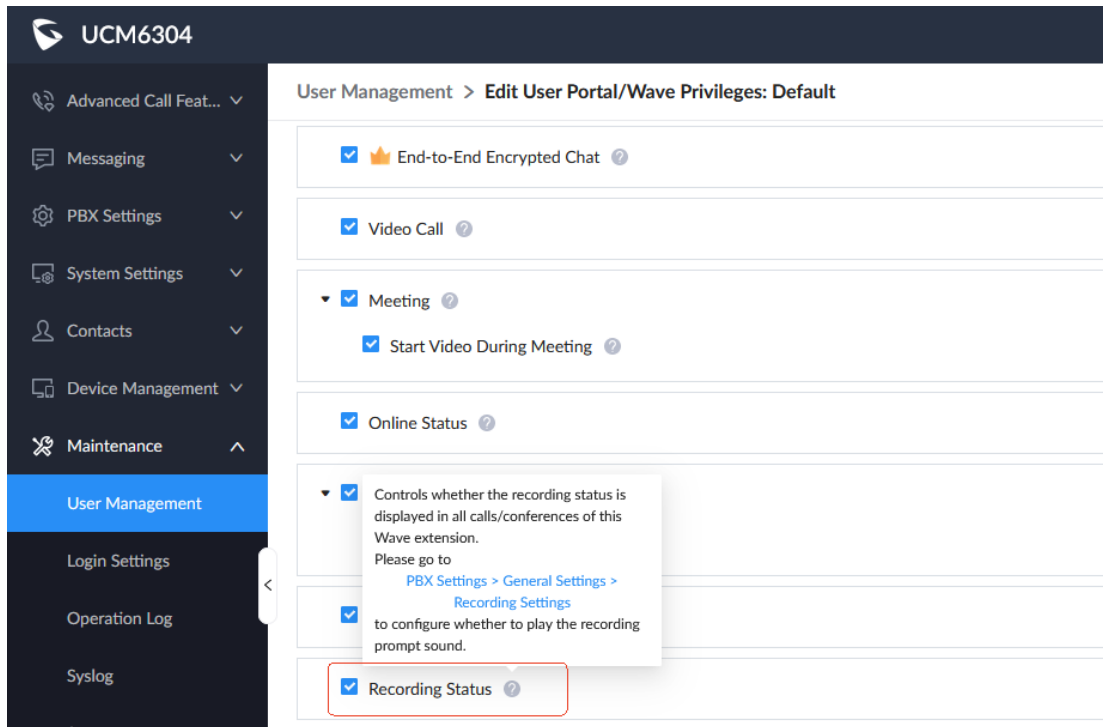 UCM6304
Advanced Call Feat...
Messaging
PBX Settings
System Settings
Contacts
Device Management
Maintenance
User Management
Login Settings
Operation Log
Syslog
User Management > Edit User Portal/Wave Privileges: Default
End-to-End Encrypted Chat ?
Video Call ?
Meeting ?
Start Video During Meeting ?
Online Status ?
Controls whether the recording status is
displayed in all calls/conferences of this
Wave extension.
Please go to
PBX Settings > General Settings >
Recording Settings
to configure whether to play the recording
prompt sound.
Recording Status ?